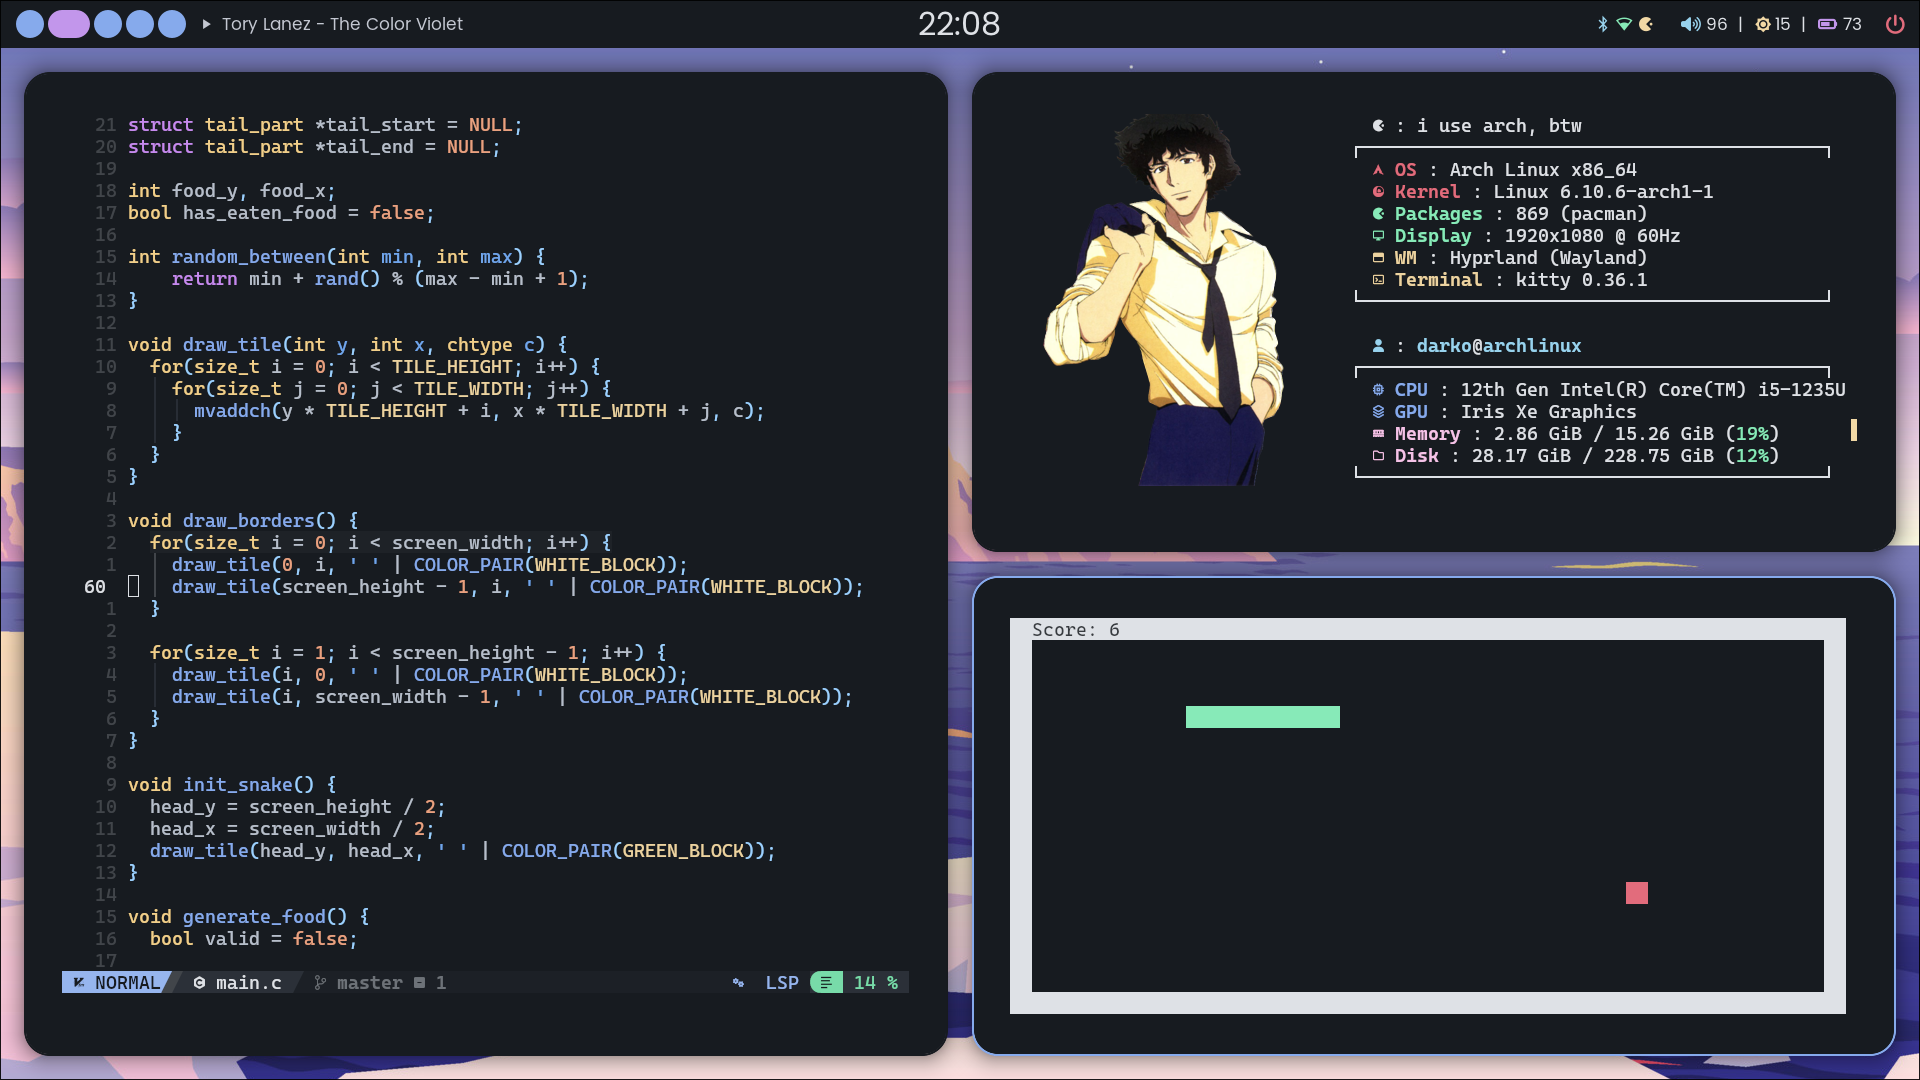 Tory Lanez - The Color Violet
22:08
96 | 15 | 73
21 struct tail_part *tail_start = NULL;
20 struct tail_part *tail_end = NULL;
19
18 int food_y, food_x;
17 bool has_eaten_food = false;
16
15 int random_between(int min, int max) {
14     return min + rand() % (max - min + 1);
13 }
12
11 void draw_tile(int y, int x, chtype c) {
10   for(size_t i = 0; i < TILE_HEIGHT; i++) {
9     for(size_t j = 0; j < TILE_WIDTH; j++) {
8       mvaddch(y * TILE_HEIGHT + i, x * TILE_WIDTH + j, c);
7     }
6   }
5 }
4
3 void draw_borders() {
2   for(size_t i = 0; i < screen_width; i++) {
1     draw_tile(0, i, ' ' | COLOR_PAIR(WHITE_BLOCK));
60     draw_tile(screen_height - 1, i, ' ' | COLOR_PAIR(WHITE_BLOCK));
1   }
2
3   for(size_t i = 1; i < screen_height - 1; i++) {
4     draw_tile(i, 0, ' ' | COLOR_PAIR(WHITE_BLOCK));
5     draw_tile(i, screen_width - 1, ' ' | COLOR_PAIR(WHITE_BLOCK));
6   }
7 }
8
9 void init_snake() {
10   head_y = screen_height / 2;
11   head_x = screen_width / 2;
12   draw_tile(head_y, head_x, ' ' | COLOR_PAIR(GREEN_BLOCK));
13 }
14
15 void generate_food() {
16   bool valid = false;
17
NORMAL main.c master 1 LSP 14 %
: i use arch, btw
OS : Arch Linux x86_64
Kernel : Linux 6.10.6-arch1-1
Packages : 869 (pacman)
Display : 1920x1080 @ 60Hz
WM : Hyprland (Wayland)
Terminal : kitty 0.36.1
: darko@archlinux
CPU : 12th Gen Intel(R) Core(TM) i5-1235U
GPU : Iris Xe Graphics
Memory : 2.86 GiB / 15.26 GiB (19%)
Disk : 28.17 GiB / 228.75 GiB (12%)
Score: 6